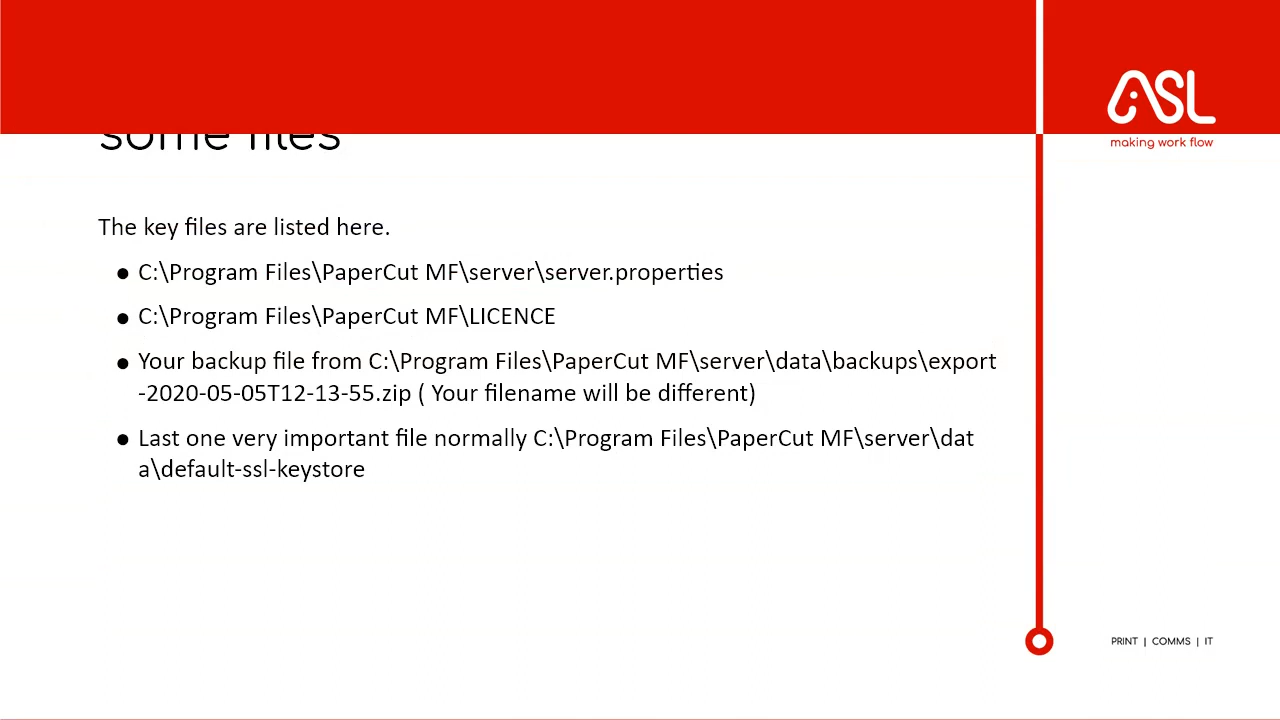 ASL
making work flow
some files
The key files are listed here.
● C:\Program Files\PaperCut MF\server\server.properties
● C:\Program Files\PaperCut MF\LICENCE
● Your backup file from C:\Program Files\PaperCut MF\server\data\backups\export
-2020-05-05T12-13-55.zip ( Your filename will be different)
● Last one very important file normally C:\Program Files\PaperCut MF\server\dat
a\default-ssl-keystore
PRINT | COMMS | IT